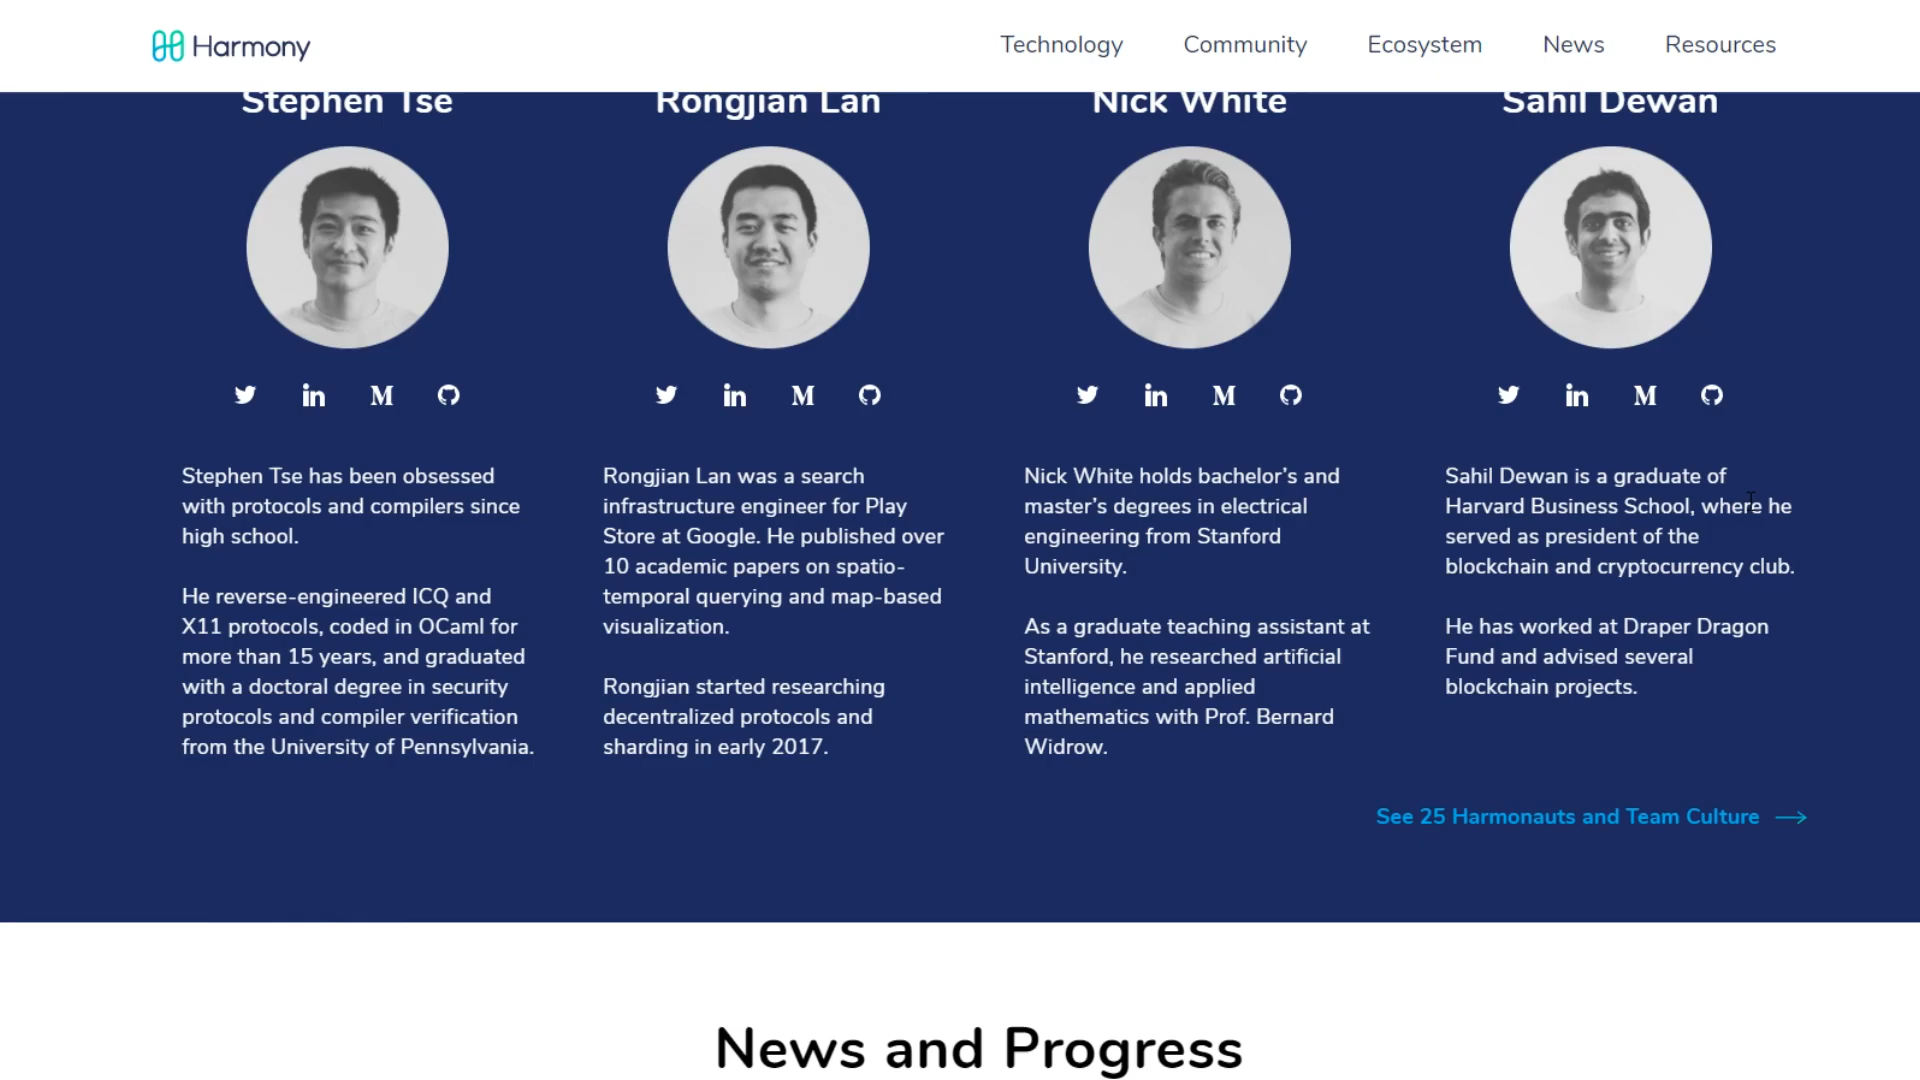 Harmony
Technology
Community
Ecosystem
News
Resources
Stephen Tse
Rongjian Lan
Nick White
Sahil Dewan
Stephen Tse has been obsessed
with protocols and compilers since
high school.
He reverse-engineered ICQ and
X11 protocols, coded in OCaml for
more than 15 years, and graduated
with a doctoral degree in security
protocols and compiler verification
from the University of Pennsylvania.
Rongjian Lan was a search
infrastructure engineer for Play
Store at Google. He published over
10 academic papers on spatio-
temporal querying and map-based
visualization.
Rongjian started researching
decentralized protocols and
sharding in early 2017.
Nick White holds bachelor’s and
master’s degrees in electrical
engineering from Stanford
University.
As a graduate teaching assistant at
Stanford, he researched artificial
intelligence and applied
mathematics with Prof. Bernard
Widrow.
Sahil Dewan is a graduate of
Harvard Business School, where he
served as president of the
blockchain and cryptocurrency club.
He has worked at Draper Dragon
Fund and advised several
blockchain projects.
See 25 Harmonauts and Team Culture
News and Progress